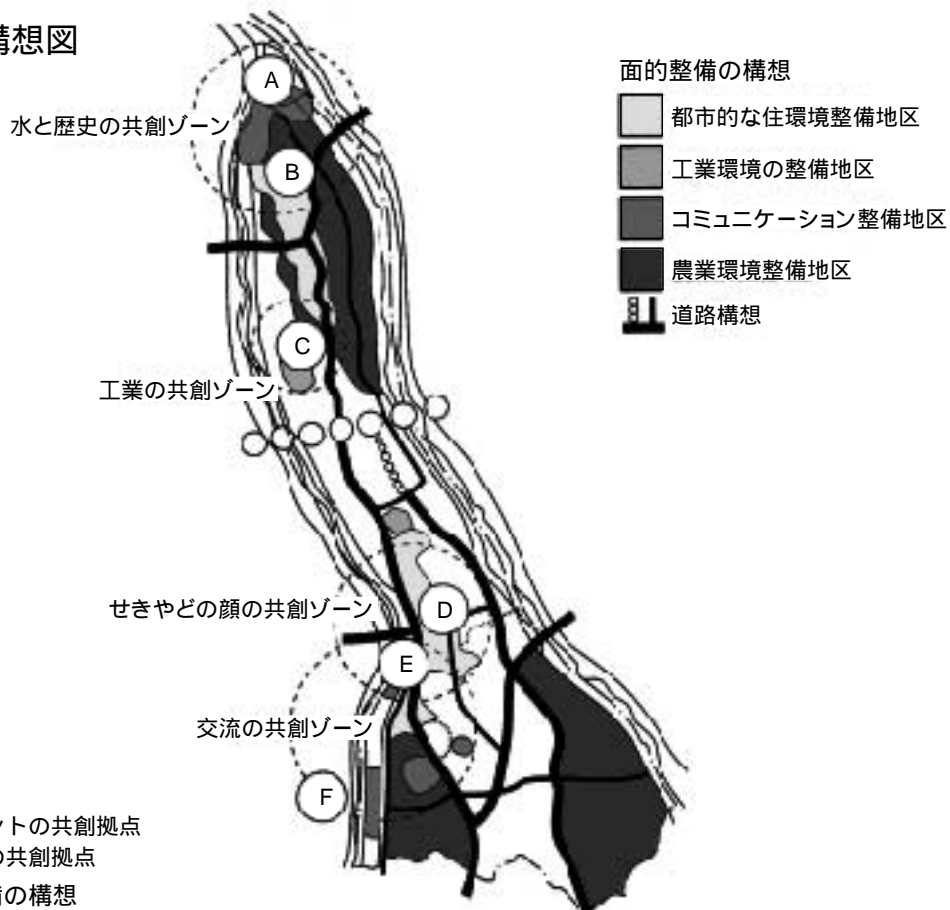 構想図
面的整備の構想
都市的な住環境整備地区
工業環境の整備地区
コミュニケーション整備地区
農業環境整備地区
道路構想
A
水と歴史の共創ゾーン
B
C
工業の共創ゾーン
せきやどの顔の共創ゾーン
D
E
交流の共創ゾーン
F
ントの共創拠点
の共創拠点
備の構想